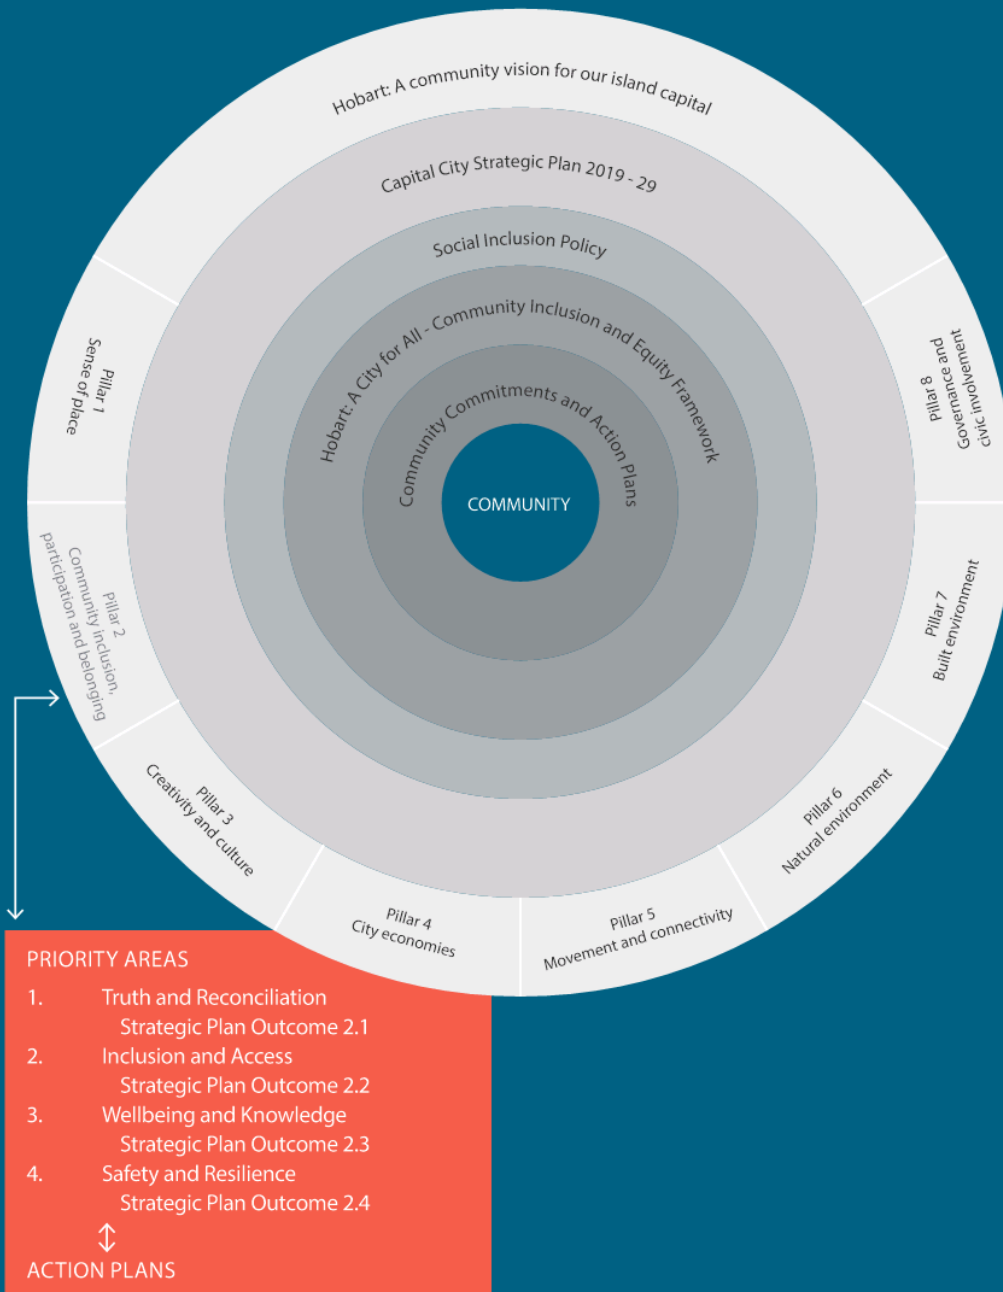 Hobart: A community vision for our island capital
Capital City Strategic Plan 2019 - 29
Social Inclusion Policy
Hobart: A City for All - Community Inclusion and Equity Framework
Community Commitments and Action Plans
COMMUNITY
Pillar 1
Sense of place
Pillar 2
Community inclusion,
participation and belonging
Pillar 3
Creativity and culture
Pillar 4
City economies
Pillar 5
Movement and connectivity
Pillar 6
Natural environment
Pillar 7
Built environment
Pillar 8
Governance and
civic involvement
PRIORITY AREAS
1. Truth and Reconciliation
Strategic Plan Outcome 2.1
2. Inclusion and Access
Strategic Plan Outcome 2.2
3. Wellbeing and Knowledge
Strategic Plan Outcome 2.3
4. Safety and Resilience
Strategic Plan Outcome 2.4
ACTION PLANS